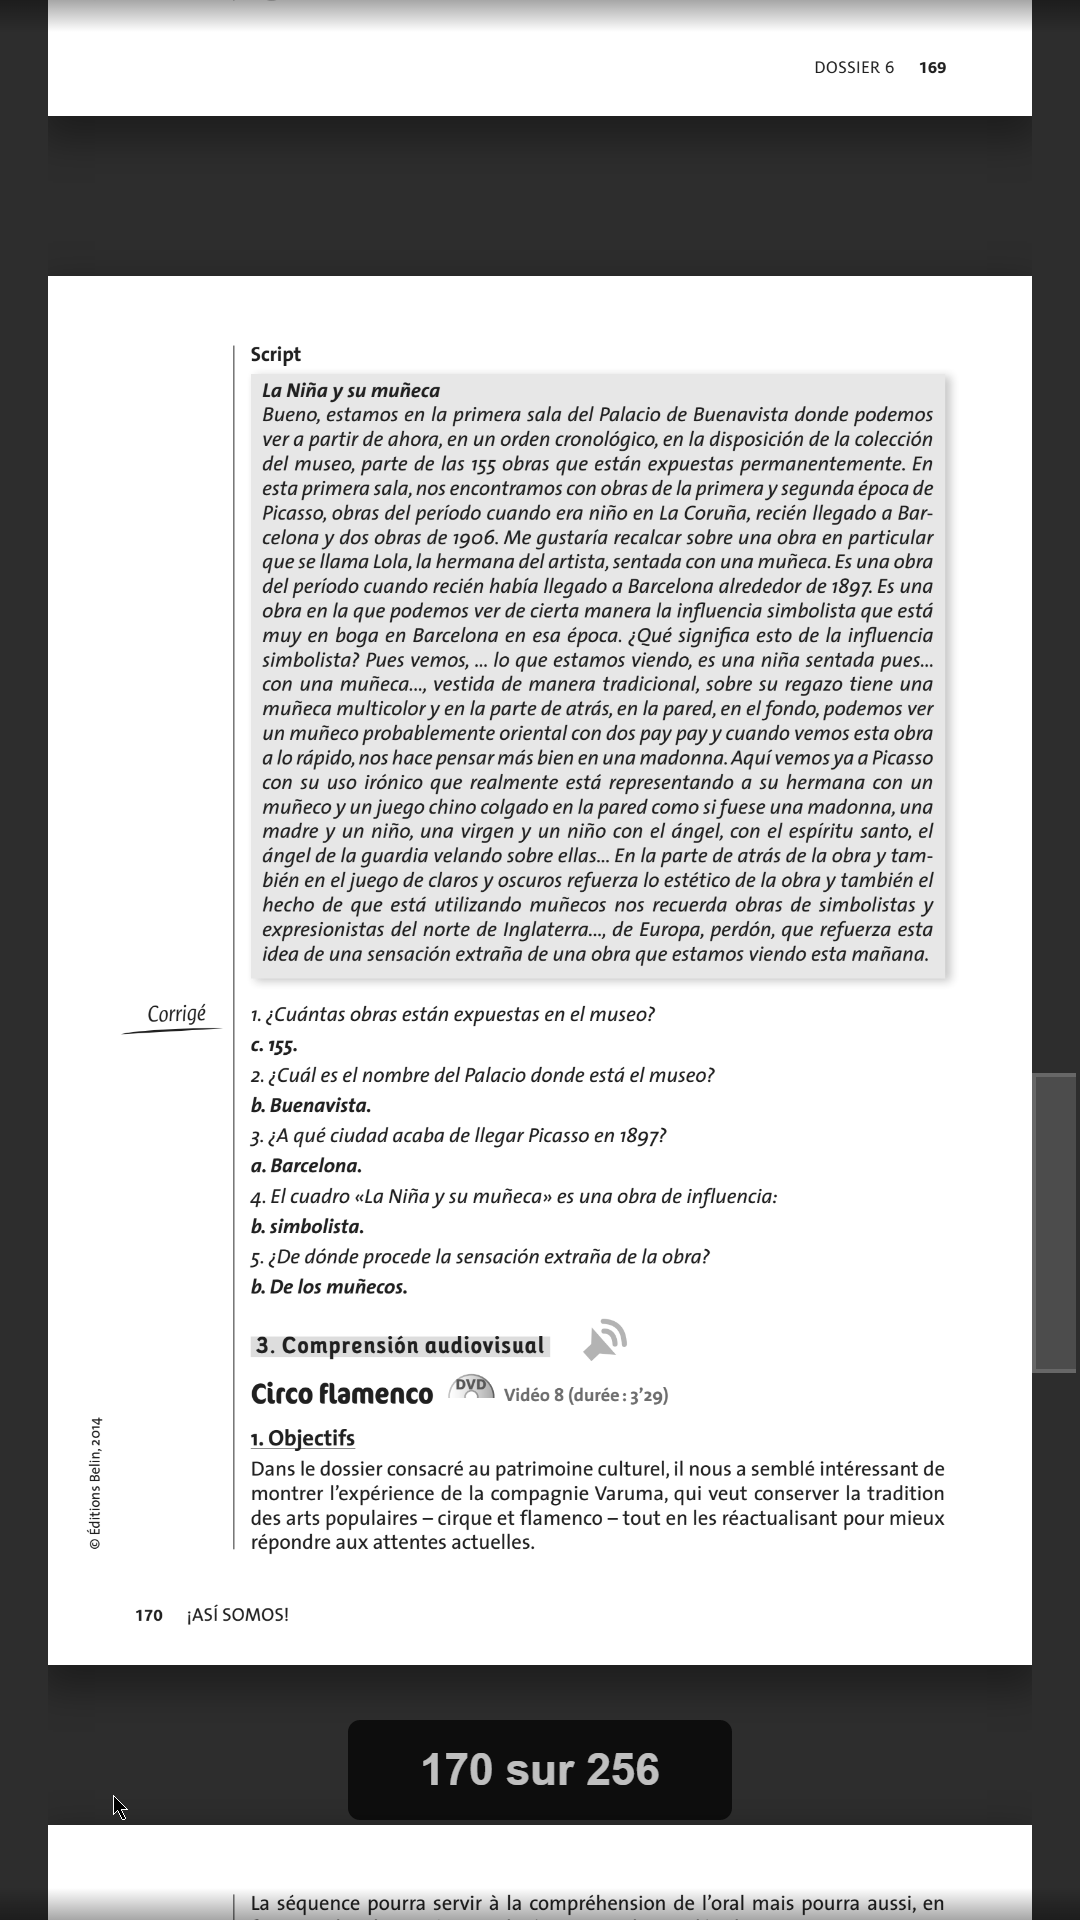 DOSSIER 6 169
Script
La Niña y su muñeca
Bueno, estamos en la primera sala del Palacio de Buenavista donde podemos
ver a partir de ahora, en un orden cronológico, en la disposición de la colección
del museo, parte de las 155 obras que están expuestas permanentemente. En
esta primera sala, nos encontramos con obras de la primera y segunda época de
Picasso, obras del período cuando era niño en La Coruña, recién llegado a Bar-
celona y dos obras de 1906. Me gustaría recalcar sobre una obra en particular
que se llama Lola, la hermana del artista, sentada con una muñeca. Es una obra
del período cuando recién había llegado a Barcelona alrededor de 1897. Es una
obra en la que podemos ver de cierta manera la influencia simbolista que está
muy en boga en Barcelona en esa época. ¿Qué significa esto de la influencia
simbolista? Pues vemos, ... lo que estamos viendo, es una niña sentada pues...
con una muñeca..., vestida de manera tradicional, sobre su regazo tiene una
muñeca multicolor y en la parte de atrás, en la pared, en el fondo, podemos ver
un muñeco probablemente oriental con dos pay pay y cuando vemos esta obra
a lo rápido, nos hace pensar más bien en una madonna. Aquí vemos ya a Picasso
con su uso irónico que realmente está representando a su hermana con un
muñeco y un juego chino colgado en la pared como si fuese una madonna, una
madre y un niño, una virgen y un niño con el ángel, con el espíritu santo, el
ángel de la guardia velando sobre ellas... En la parte de atrás de la obra y tam-
bién en el juego de claros y oscuros refuerza lo estético de la obra y también el
hecho de que está utilizando muñecos nos recuerda obras de simbolistas y
expresionistas del norte de Inglaterra..., de Europa, perdón, que refuerza esta
idea de una sensación extraña de una obra que estamos viendo esta mañana.
Corrigé
1. ¿Cuántas obras están expuestas en el museo?
c. 155.
2. ¿Cuál es el nombre del Palacio donde está el museo?
b. Buenavista.
3. ¿A qué ciudad acaba de llegar Picasso en 1897?
a. Barcelona.
4. El cuadro «La Niña y su muñeca» es una obra de influencia:
b. simbolista.
5. ¿De dónde procede la sensación extraña de la obra?
b. De los muñecos.
3. Comprensión audiovisual
Circo flamenco DVD Vidéo 8 (durée : 3'29)
1. Objectifs
Dans le dossier consacré au patrimoine culturel, il nous a semblé intéressant de
montrer l'expérience de la compagnie Varuma, qui veut conserver la tradition
des arts populaires – cirque et flamenco – tout en les réactualisant pour mieux
répondre aux attentes actuelles.
© Éditions Belin, 2014
170 ¡ASÍ SOMOS!
170 sur 256
La séquence pourra servir à la compréhension de l'oral mais pourra aussi, en